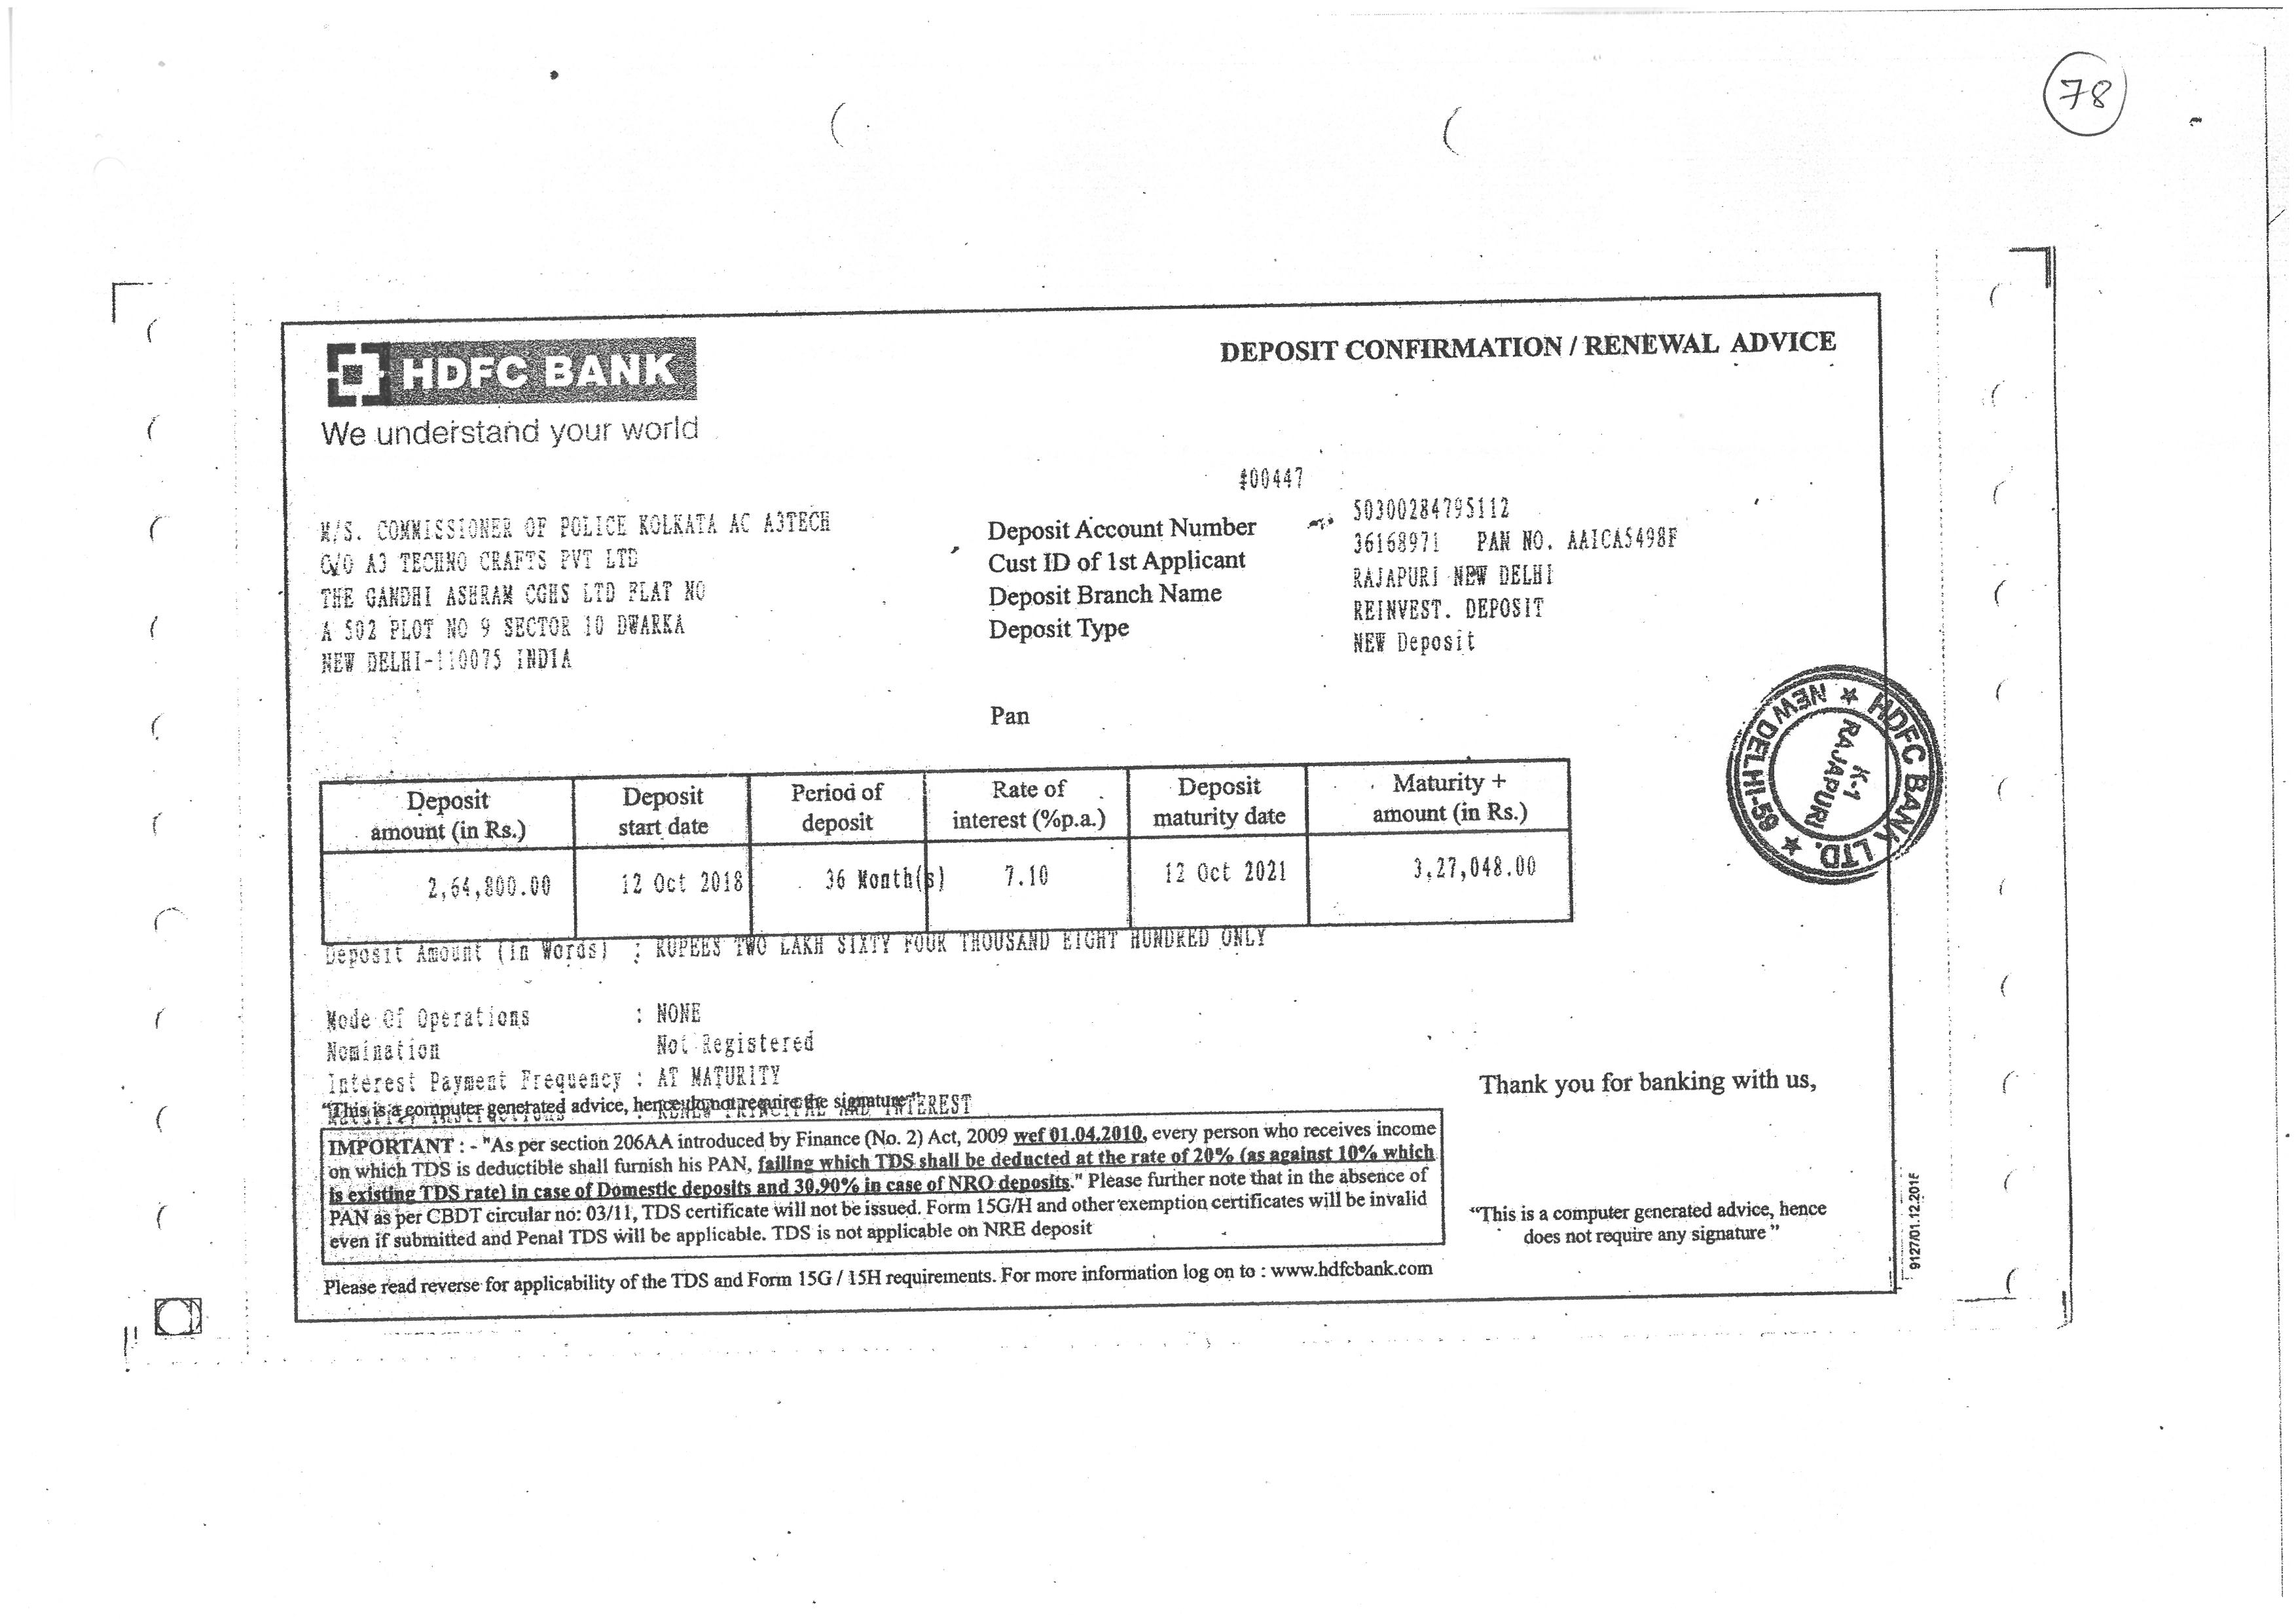 78
HDFC BANK
We understand your world
DEPOSIT CONFIRMATION / RENEWAL ADVICE
#00447
M/S. COMMISSIONER OF POLICE KOLKATA AC A3TECH
C/O A3 TECHNO CRAFTS PVT LTD
THE GANDHI ASHRAM CGHS LTD FLAT NO
A 502 PLOT NO 9 SECTOR 10 DWARKA
NEW DELHI-110075 INDIA
Deposit Account Number 50300284795112
Cust ID of 1st Applicant 36168971 PAN NO. AAICA5498F
Deposit Branch Name RAJAPURI NEW DELHI
Deposit Type REINVEST. DEPOSIT
NEW Deposit
Pan
HDFC BANK LTD. ★ NEW DELHI-59 ★
K-1
RAJAPURI
Deposit amount (in Rs.) Deposit start date Period of deposit Rate of interest (%p.a.) Deposit maturity date Maturity + amount (in Rs.)
2,64,800.00 12 Oct 2018 36 Month(s) 7.10 12 Oct 2021 3,27,048.00
Deposit Amount (In Words) : RUPEES TWO LAKH SIXTY FOUR THOUSAND EIGHT HUNDRED ONLY
Mode Of Operations : NONE
Nomination Not Registered
Interest Payment Frequency : AT MATURITY
Maturity Instructions : RENEW PRINCIPAL AND INTEREST
"This is a computer generated advice, hence do not require the signature"
IMPORTANT : - "As per section 206AA introduced by Finance (No. 2) Act, 2009 wef 01.04.2010, every person who receives income
on which TDS is deductible shall furnish his PAN, failing which TDS shall be deducted at the rate of 20% (as against 10% which
is existing TDS rate) in case of Domestic deposits and 30.90% in case of NRO deposits." Please further note that in the absence of
PAN as per CBDT circular no: 03/11, TDS certificate will not be issued. Form 15G/H and other exemption certificates will be invalid
even if submitted and Penal TDS will be applicable. TDS is not applicable on NRE deposit
Please read reverse for applicability of the TDS and Form 15G / 15H requirements. For more information log on to : www.hdfcbank.com
Thank you for banking with us,
"This is a computer generated advice, hence
does not require any signature"